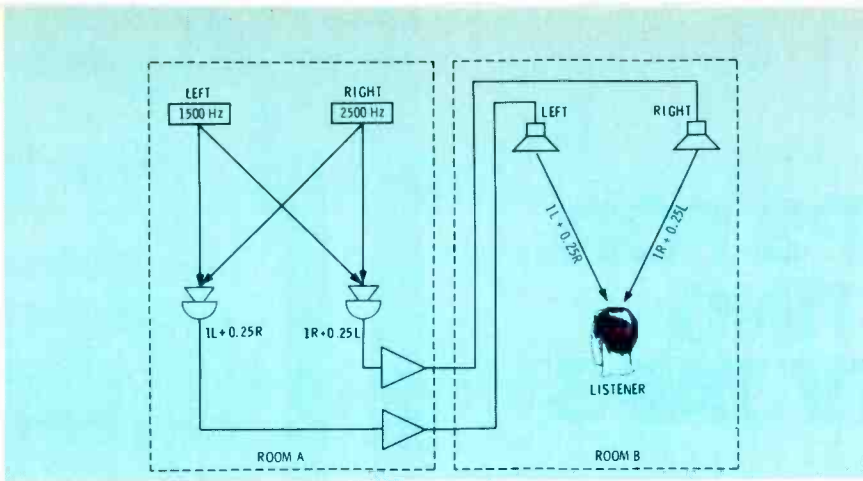 LEFT
1500 Hz
RIGHT
2500 Hz
1L+0.25R
1R+0.25L
ROOM A
LEFT
RIGHT
1L+0.25R
1R+0.25L
LISTENER
ROOM B